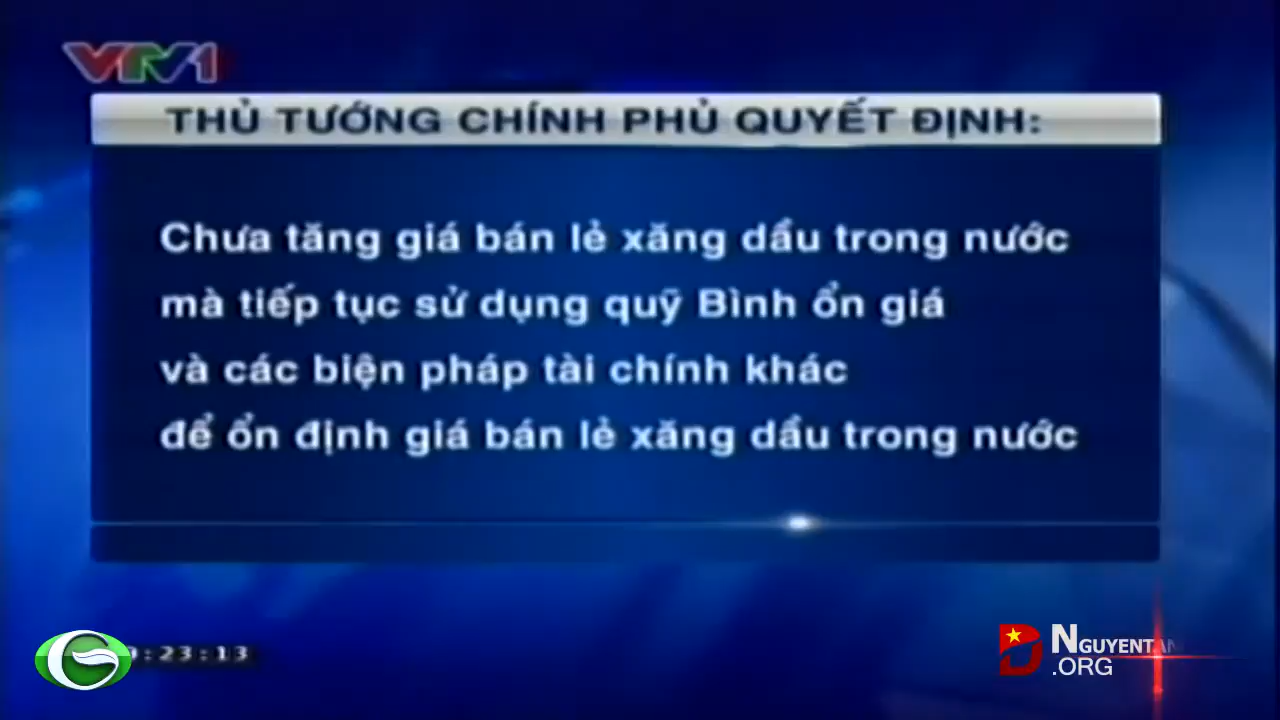 VTV1
THỦ TƯỚNG CHÍNH PHỦ QUYẾT ĐỊNH:
Chưa tăng giá bán lẻ xăng dầu trong nước
mà tiếp tục sử dụng quỹ Bình ổn giá
và các biện pháp tài chính khác
để ổn định giá bán lẻ xăng dầu trong nước
:23:13
NGUYENTAN
.ORG